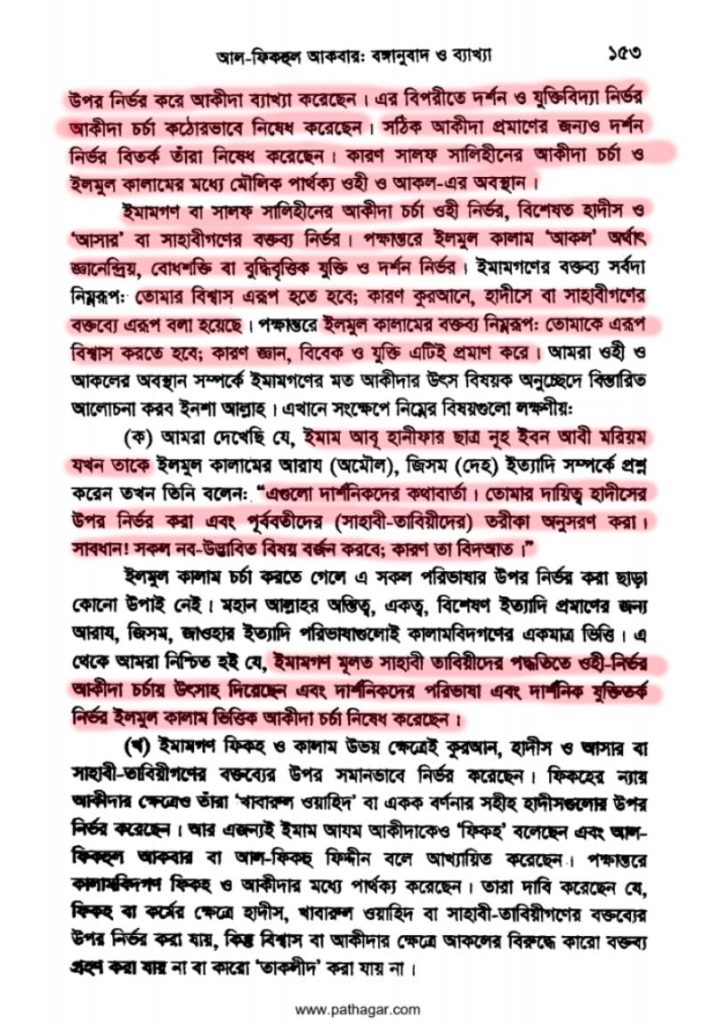 আল-ফিকহুল আকবার: বঙ্গানুবাদ ও ব্যাখ্যা ১৫৩
উপর নির্ভর করে আকীদা ব্যাখ্যা করেছেন। এর বিপরীতে দর্শন ও যুক্তিবিদ্যা নির্ভর
আকীদা চর্চা কঠোরভাবে নিষেধ করেছেন। সঠিক আকীদা প্রমাণের জন্যও দর্শন
নির্ভর বিতর্ক তাঁরা নিষেধ করেছেন। কারণ সালফ সালিহীনের আকীদা চর্চা ও
ইলমুল কালামের মধ্যে মৌলিক পার্থক্য ওহী ও আকল-এর অবস্থান।
ইমামগণ বা সালফ সালিহীনের আকীদা চর্চা ওহী নির্ভর, বিশেষত হাদীস ও
‘আসার’ বা সাহাবীগণের বক্তব্য নির্ভর। পক্ষান্তরে ইলমুল কালাম ‘আকল’ অর্থাৎ
জ্ঞানেন্দ্রিয়, বোধশক্তি বা বুদ্ধিবৃত্তিক যুক্তি ও দর্শন নির্ভর। ইমামগণের বক্তব্য সর্বদা
নিম্নরূপ: তোমার বিশ্বাস এরূপ হতে হবে; কারণ কুরআনে, হাদীসে বা সাহাবীগণের
বক্তব্যে এরূপ বলা হয়েছে। পক্ষান্তরে ইলমুল কালামের বক্তব্য নিম্নরূপ: তোমাকে এরূপ
বিশ্বাস করতে হবে; কারণ জ্ঞান, বিবেক ও যুক্তি এটিই প্রমাণ করে। আমরা ওহী ও
আকলের অবস্থান সম্পর্কে ইমামগণের মত আকীদার উৎস বিষয়ক অনুচ্ছেদে বিস্তারিত
আলোচনা করব ইনশা আল্লাহ। এখানে সংক্ষেপে নিম্নের বিষয়গুলো লক্ষণীয়:
(ক) আমরা দেখেছি যে, ইমাম আবূ হানীফার ছাত্র নূহ ইবন আবী মরিয়ম
যখন তাকে ইলমুল কালামের আরায (অমৌল), জিসম (দেহ) ইত্যাদি সম্পর্কে প্রশ্ন
করেন তখন তিনি বলেন: “এগুলো দার্শনিকদের কথাবার্তা। তোমার দায়িত্ব হাদীসের
উপর নির্ভর করা এবং পূর্ববর্তীদের (সাহাবী-তাবিয়ীদের) তরীকা অনুসরণ করা।
সাবধান! সকল নব-উদ্ভাবিত বিষয় বর্জন করবে; কারণ তা বিদআত।”
ইলমুল কালাম চর্চা করতে গেলে এ সকল পরিভাষার উপর নির্ভর করা ছাড়া
কোনো উপাই নেই। মহান আল্লাহর অস্তিত্ব, একত্ব, বিশেষণ ইত্যাদি প্রমাণের জন্য
আরায, জিসম, জাওহার ইত্যাদি পরিভাষাগুলোই কালামবিদগণের একমাত্র ভিত্তি। এ
থেকে আমরা নিশ্চিত হই যে, ইমামগণ মূলত সাহাবী তাবিয়ীদের পদ্ধতিতে ওহী-নির্ভর
আকীদা চর্চায় উৎসাহ দিয়েছেন এবং দার্শনিকদের পরিভাষা এবং দার্শনিক যুক্তিতর্ক
নির্ভর ইলমুল কালাম ভিত্তিক আকীদা চর্চা নিষেধ করেছেন।
(খ) ইমামগণ ফিকহ ও কালাম উভয় ক্ষেত্রেই কুরআন, হাদীস ও আসার বা
সাহাবী-তাবিয়ীগণের বক্তব্যের উপর সমানভাবে নির্ভর করেছেন। ফিকহের ন্যায়
আকীদার ক্ষেত্রেও তাঁরা ‘খাবারুল ওয়াহিদ’ বা একক বর্ণনার সহীহ হাদীসগুলোর উপর
নির্ভর করেছেন। আর এজন্যই ইমাম আযম আকীদাকেও ‘ফিকহ’ বলেছেন এবং আল-
ফিকহুল আকবার বা আল-ফিকহু ফিদ্দীন বলে আখ্যায়িত করেছেন। পক্ষান্তরে
কালামবিদগণ ফিকহ ও আকীদার মধ্যে পার্থক্য করেছেন। তারা দাবি করেছেন যে,
ফিকহ বা কর্মের ক্ষেত্রে হাদীস, খাবারুল ওয়াহিদ বা সাহাবী-তাবিয়ীগণের বক্তব্যের
উপর নির্ভর করা যায়, কিন্তু বিশ্বাস বা আকীদার ক্ষেত্রে আকলের বিরুদ্ধে কারো বক্তব্য
গ্রহণ করা যায় না বা কারো ‘তাকলীদ’ করা যায় না।
www.pathagar.com